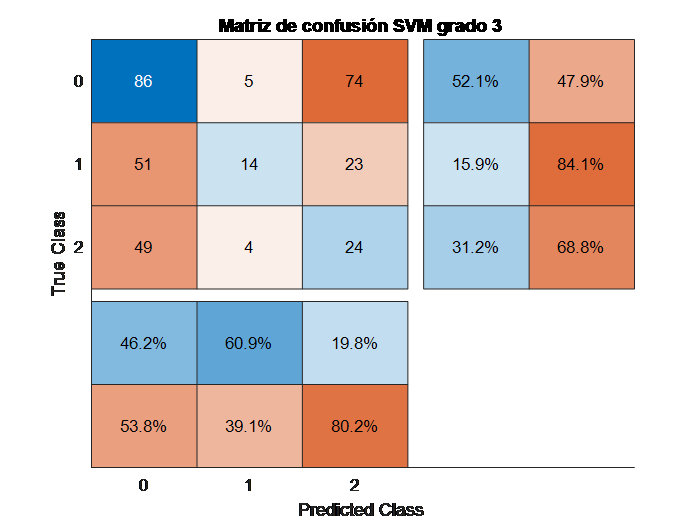 Matriz de confusión SVM grado 3
0 86 5 74 52.1% 47.9%
1 51 14 23 15.9% 84.1%
2 49 4 24 31.2% 68.8%
True Class
46.2% 60.9% 19.8%
53.8% 39.1% 80.2%
0 1 2
Predicted Class